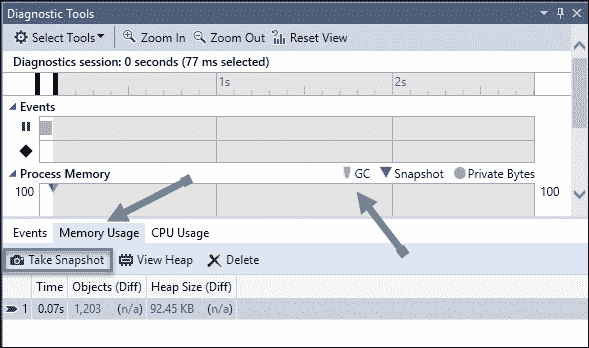 Diagnostic Tools
Select Tools Zoom In Zoom Out Reset View
Diagnostics session: 0 seconds (77 ms selected)
1s 2s
Events
Process Memory GC Snapshot Private Bytes
100 100
Events Memory Usage CPU Usage
Take Snapshot View Heap Delete
Time Objects (Diff) Heap Size (Diff)
1 0.07s 1,203 (n/a) 92.45 KB (n/a)